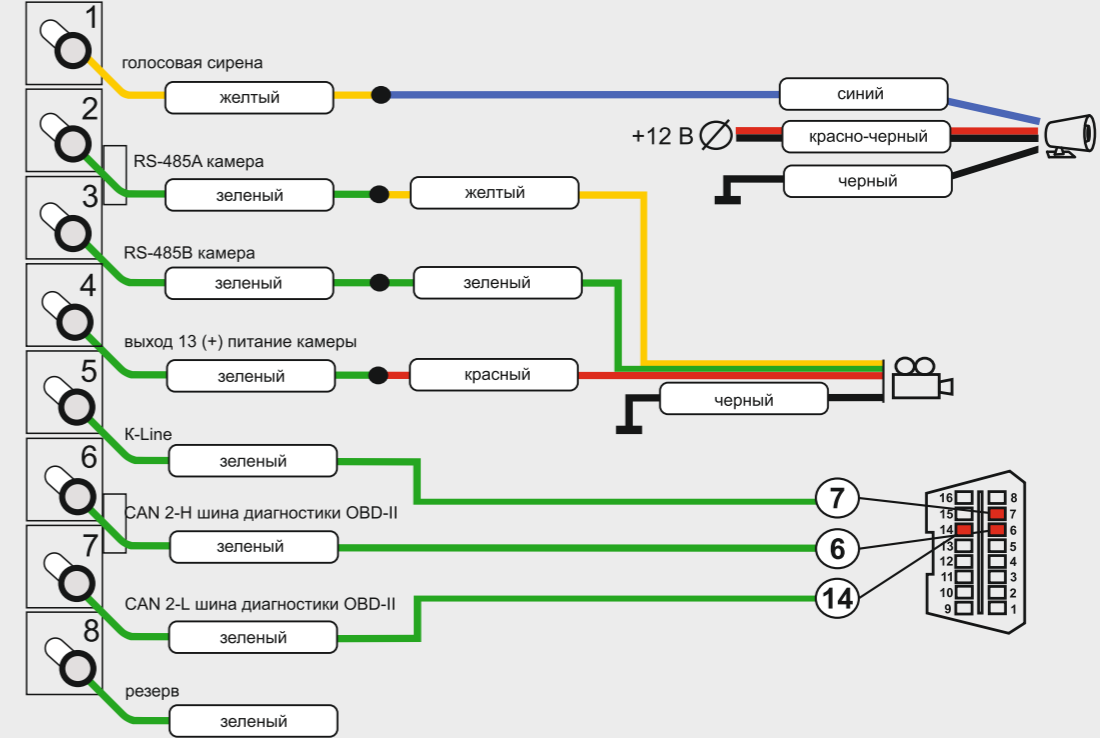 1
голосовая сирена
желтый
синий
+12 В
красно-черный
черный
2
RS-485A камера
зеленый
желтый
3
RS-485B камера
зеленый
зеленый
4
выход 13 (+) питание камеры
зеленый
красный
черный
5
K-Line
зеленый
7
6
CAN 2-H шина диагностики OBD-II
зеленый
6
7
CAN 2-L шина диагностики OBD-II
зеленый
14
8
резерв
зеленый
16 8
15 7
14 6
13 5
12 4
11 3
10 2
9 1